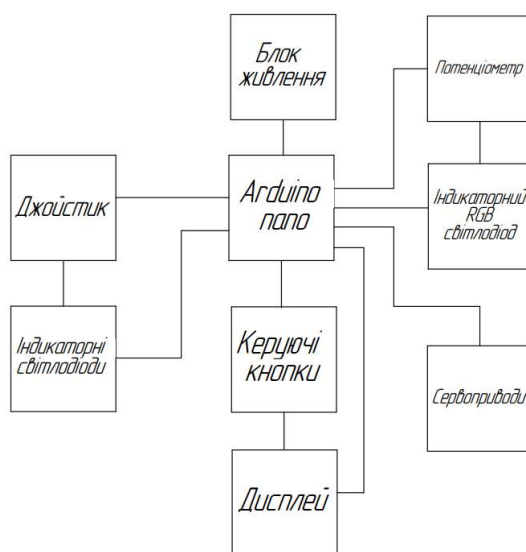 Блок
живлення
Потенціометр
Джойстик
Arduino
nano
Індикаторний
RGB
світлодіод
Індикаторні
світлодіоди
Керуючі
кнопки
Сервоприводи
Дисплей